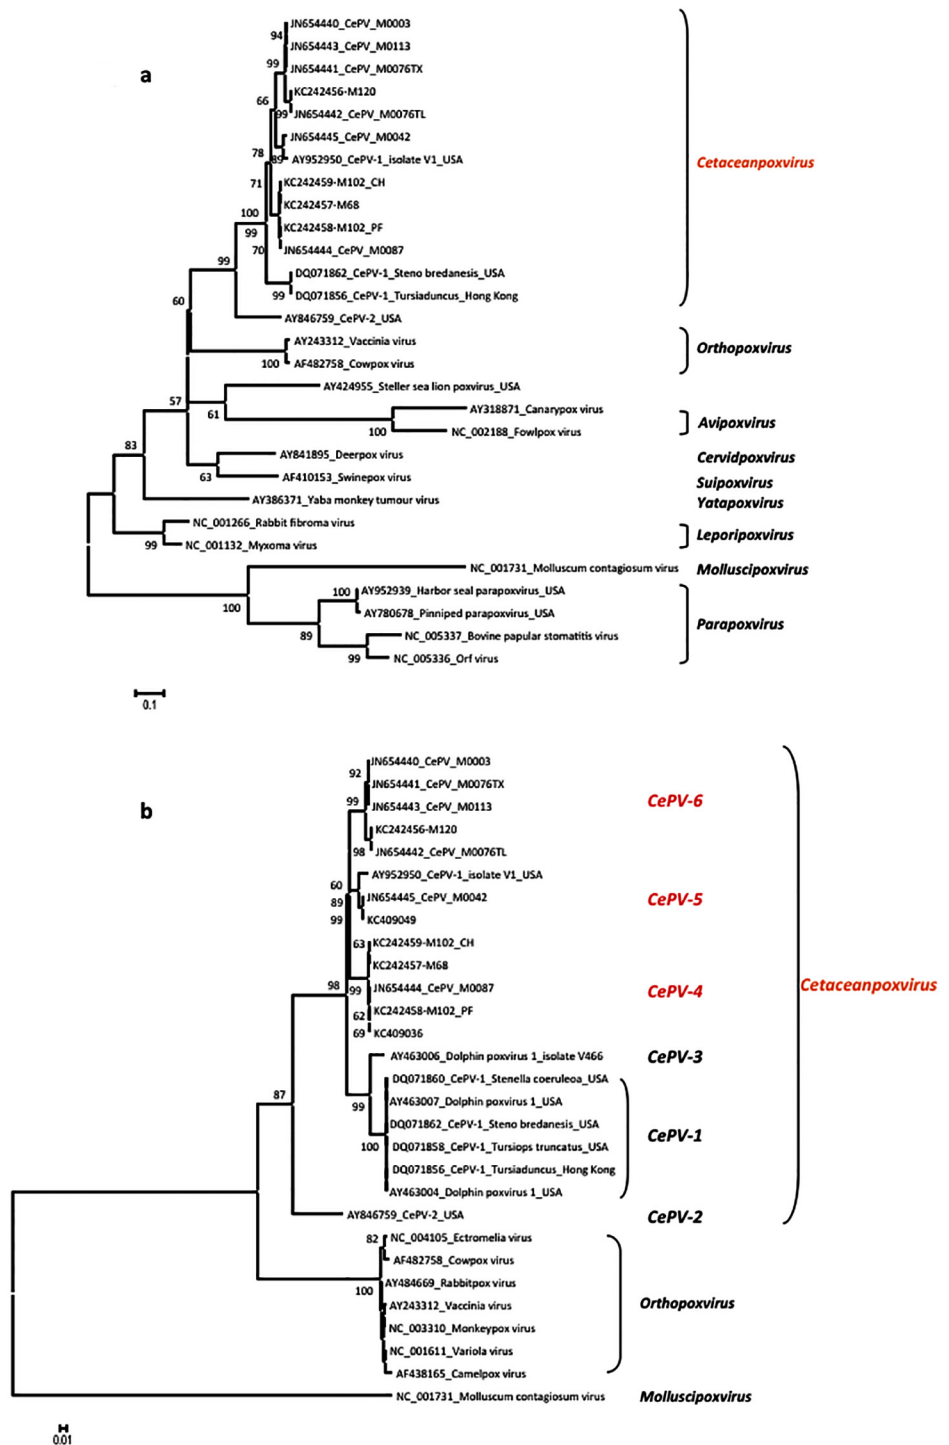 a
JN654440_CePV_M0003
94
JN654443_CePV_M0113
99
JN654441_CePV_M0076TX
KC242456-M120
66
99
JN654442_CePV_M0076TL
JN654445_CePV_M0042
78
89
AY952950_CePV-1_isolate V1_USA
Cetaceanpoxvirus
71
KC242459-M102_CH
KC242457-M68
100
KC242458-M102_PF
99
70
JN654444_CePV_M0087
99
DQ071862_CePV-1_Steno bredanesis_USA
99
DQ071856_CePV-1_Tursiaduncus_Hong Kong
60
AY846759_CePV-2_USA
AY243312_Vaccinia virus
Orthopoxvirus
100
AF482758_Cowpox virus
AY424955_Steller sea lion poxvirus_USA
57
61
AY318871_Canarypox virus
Avipoxvirus
100
NC_002188_Fowlpox virus
83
AY841895_Deerpox virus
Cervidpoxvirus
63
AF410153_Swinepox virus
Suipoxvirus
AY386371_Yaba monkey tumour virus
Yatapoxvirus
NC_001266_Rabbit fibroma virus
Leporipoxvirus
99
NC_001132_Myxoma virus
NC_001731_Molluscum contagiosum virus
Molluscipoxvirus
100
100
AY952939_Harbor seal parapoxvirus_USA
AY780678_Pinniped parapoxvirus_USA
Parapoxvirus
89
NC_005337_Bovine papular stomatitis virus
99
NC_005336_Orf virus
0.1
b
JN654440_CePV_M0003
92
JN654441_CePV_M0076TX
99
JN654443_CePV_M0113
CePV-6
KC242456-M120
98
JN654442_CePV_M0076TL
AY952950_CePV-1_isolate V1_USA
60
89
JN654445_CePV_M0042
CePV-5
99
KC409049
63
KC242459-M102_CH
KC242457-M68
98
99
JN654444_CePV_M0087
CePV-4
Cetaceanpoxvirus
62
KC242458-M102_PF
69
KC409036
AY463006_Dolphin poxvirus 1_isolate V466
CePV-3
87
DQ071860_CePV-1_Stenella coeruleoa_USA
99
AY463007_Dolphin poxvirus 1_USA
DQ071862_CePV-1_Steno bredanesis_USA
CePV-1
100
DQ071858_CePV-1_Tursiops truncatus_USA
DQ071856_CePV-1_Tursiaduncus_Hong Kong
AY463004_Dolphin poxvirus 1_USA
AY846759_CePV-2_USA
CePV-2
82
NC_004105_Ectromelia virus
AF482758_Cowpox virus
100
AY484669_Rabbitpox virus
AY243312_Vaccinia virus
Orthopoxvirus
NC_003310_Monkeypox virus
NC_001611_Variola virus
AF438165_Camelpox virus
NC_001731_Molluscum contagiosum virus
Molluscipoxvirus
0.01